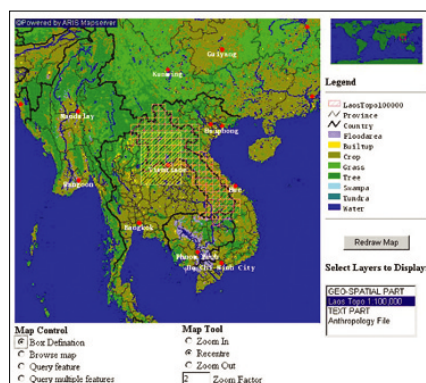 ©Powered by ARIS Mapserver
Guiyang
Kunming
Mandalay
Haiphong
Vientiane
Rangoon
Hue
Bangkok
Phnom Penh
Ho Chi Minh City
Legend
LaosTopo100000
Province
Country
Floodarea
Builtup
Crop
Grass
Tree
Swampa
Tundra
Water
Redraw Map
Select Layers to Display
GEO-SPATIAL PART
Laos Topo 1:100,000
TEXT PART
Anthropology File
Map Control
Box Defination
Browse map
Query feature
Query multiple features
Map Tool
Zoom In
Recentre
Zoom Out
2 Zoom Factor